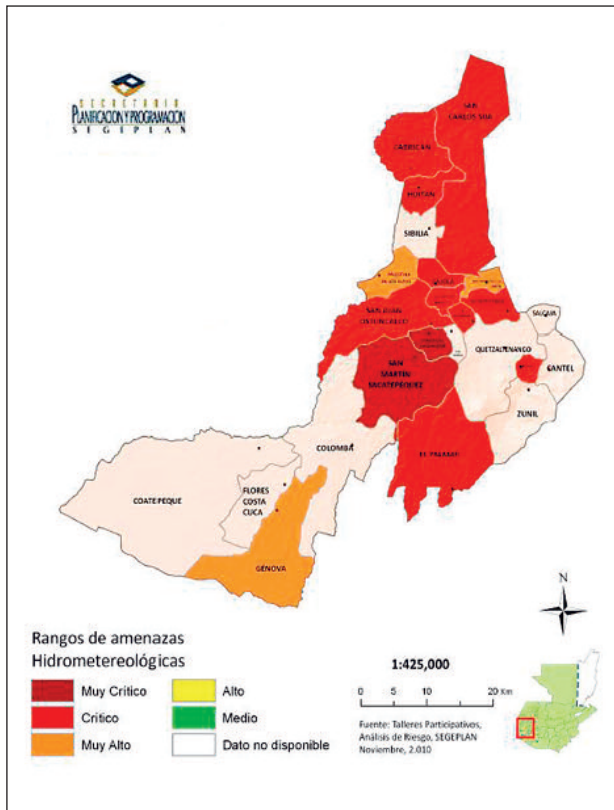 SECRETARIA
PLANIFICACION Y PROGRAMACION
SEGEPLAN
SAN
CARLOS SIJA
CABRICAN
HUITAN
SIBILIA
SAN JUAN
OSTUNCALCO
SALCAJA
QUETZALTENANGO
CANTEL
SAN
MARTÍN
SACATEPÉQUEZ
ZUNIL
COLOMBA
EL PALMAR
COATEPEQUE
FLORES
COSTA
CUCA
GÉNOVA
N
Rangos de amenazas
Hidrometereológicas
Muy Crítico
Crítico
Muy Alto
Alto
Medio
Dato no disponible
1:425,000
0 5 10 20 Km
Fuente: Talleres Participativos,
Análisis de Riesgo, SEGEPLAN
Noviembre, 2.010